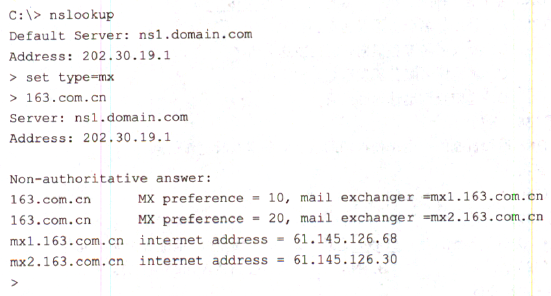 C:\> nslookup
Default Server: ns1.domain.com
Address: 202.30.19.1
> set type=mx
> 163.com.cn
Server: ns1.domain.com
Address: 202.30.19.1
Non-authoritative answer:
163.com.cn MX preference = 10, mail exchanger =mx1.163.com.cn
163.com.cn MX preference = 20, mail exchanger =mx2.163.com.cn
mx1.163.com.cn internet address = 61.145.126.68
mx2.163.com.cn internet address = 61.145.126.30
>